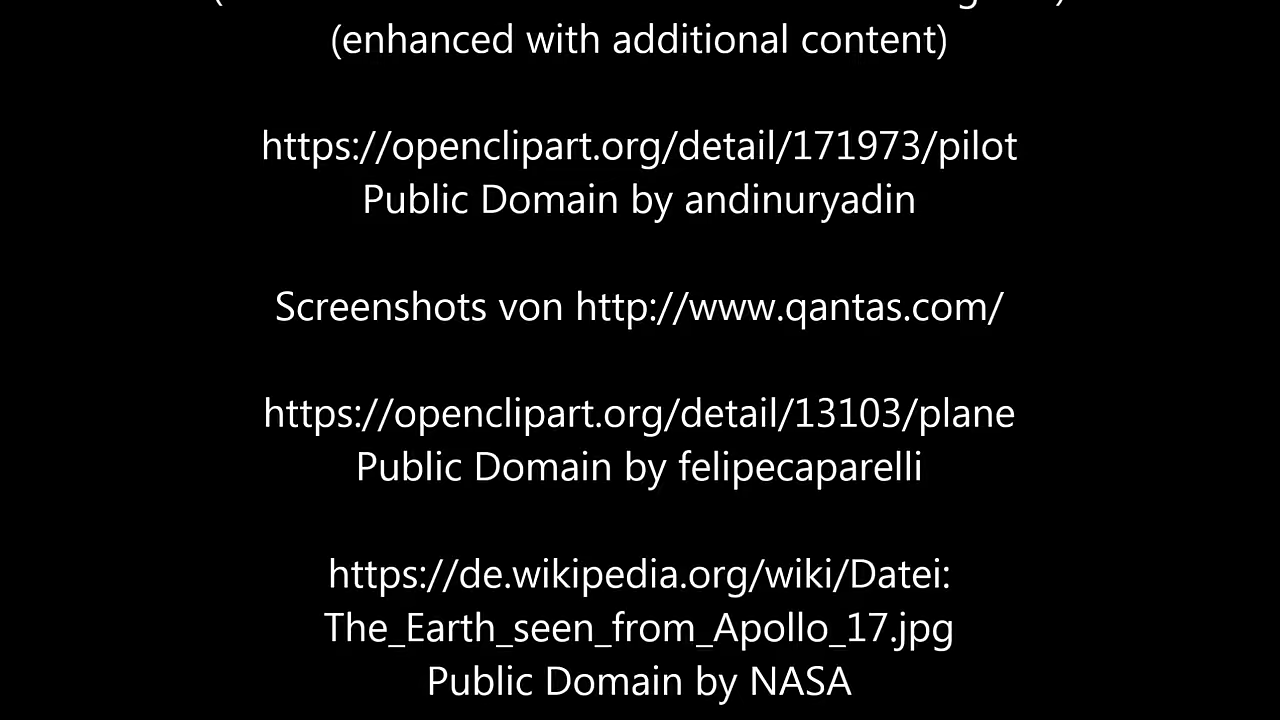 (enhanced with additional content)
https://openclipart.org/detail/171973/pilot
Public Domain by andinuryadin
Screenshots von http://www.qantas.com/
https://openclipart.org/detail/13103/plane
Public Domain by felipecaparelli
https://de.wikipedia.org/wiki/Datei:
The_Earth_seen_from_Apollo_17.jpg
Public Domain by NASA